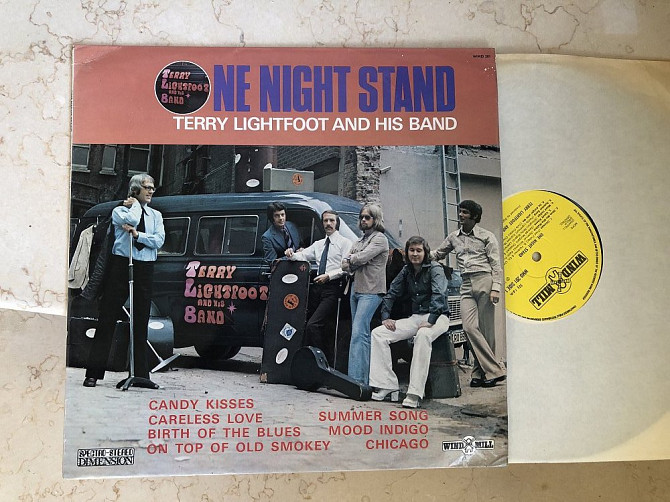 TERRY
LIGHTFOOT
AND HIS
BAND
NE NIGHT STAND
TERRY LIGHTFOOT AND HIS BAND
TERRY
LIGHTFOOT
AND HIS
BAND
CANDY KISSES
CARELESS LOVE SUMMER SONG
BIRTH OF THE BLUES MOOD INDIGO
ON TOP OF OLD SMOKEY CHICAGO
SPECTRO-STEREO
DIMENSION
WIND MILL
WIND MILL